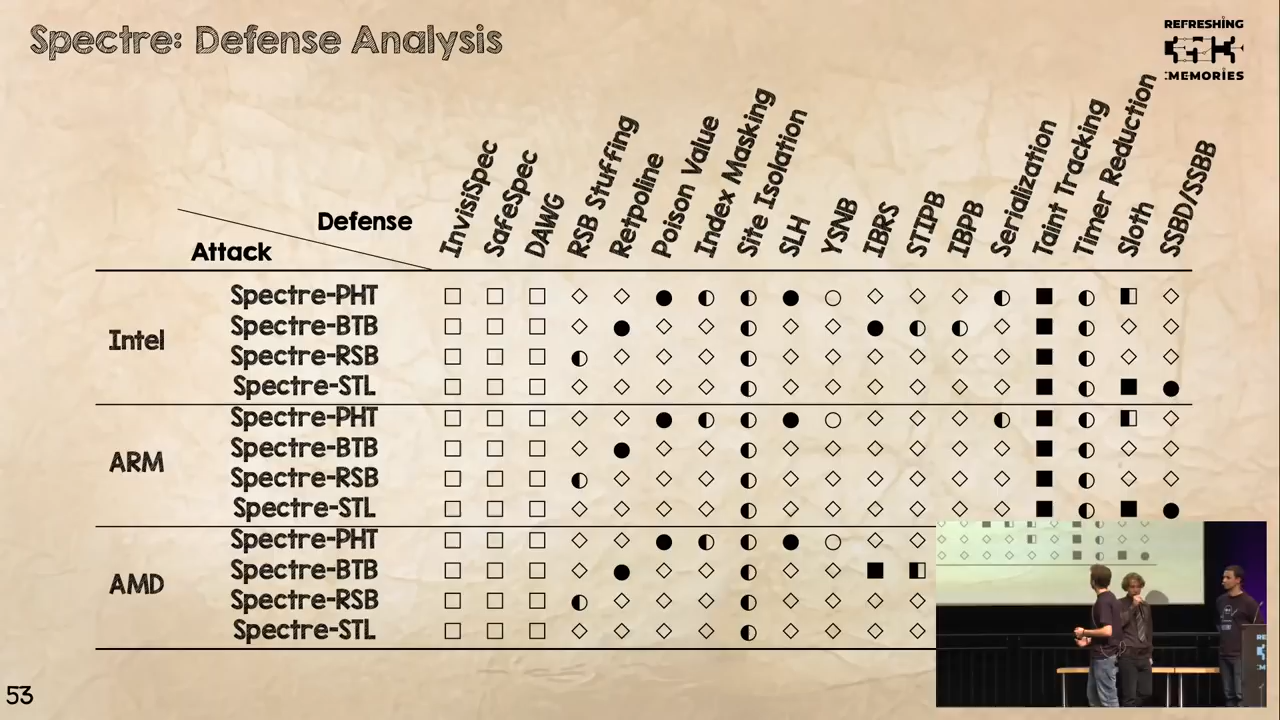 Spectre: Defense Analysis
REFRESHING
:MEMORIES
Defense
Attack
InvisiSpec
SafeSpec
DAWG
RSB Stuffing
Retpoline
Poison Value
Index Masking
Site Isolation
SLH
YSNB
IBRS
STIPB
IBPB
Serialization
Taint Tracking
Timer Reduction
Sloth
SSBD/SSBB
Intel
Spectre-PHT
Spectre-BTB
Spectre-RSB
Spectre-STL
ARM
Spectre-PHT
Spectre-BTB
Spectre-RSB
Spectre-STL
AMD
Spectre-PHT
Spectre-BTB
Spectre-RSB
Spectre-STL
53